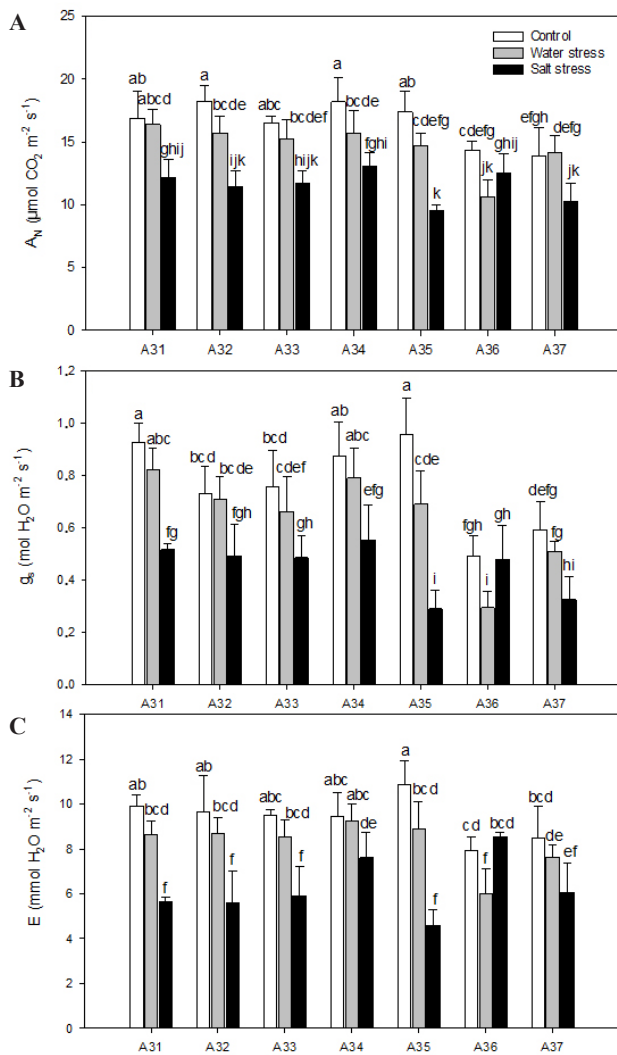 A
Control
Water stress
Salt stress
25
20
15
10
5
0
A_N (µmol CO₂ m⁻² s⁻¹)
ab abcd ghij a bcde ijk abc bcdef hijk a bcde fghi ab cdefg k cdefg jk ghij efgh defg jk
A31 A32 A33 A34 A35 A36 A37
B
1,2
1,0
0,8
0,6
0,4
0,2
0,0
g_s (mol H₂O m⁻² s⁻¹)
a abc fg bcd bcde fgh bcd cdef gh ab abc efg a cde i fgh i gh defg fg hi
A31 A32 A33 A34 A35 A36 A37
C
14
12
10
8
6
4
2
0
E (mmol H₂O m⁻² s⁻¹)
ab bcd f ab bcd f abc bcd f abc abc de a bcd f cd f bcd bcd de ef
A31 A32 A33 A34 A35 A36 A37